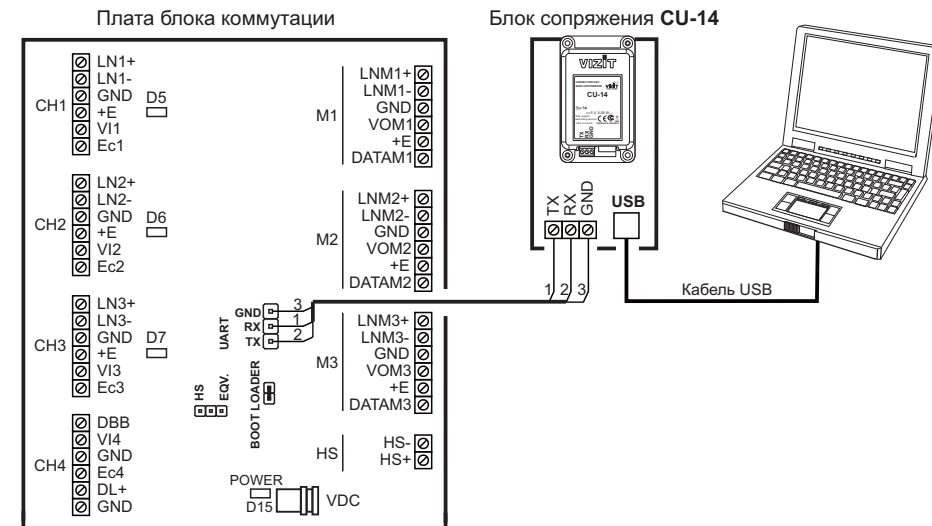 Плата блока коммутации
Блок сопряжения CU-14
CH1
LN1+
LN1-
GND
+E
VI1
Ec1
D5
CH2
LN2+
LN2-
GND
+E
VI2
Ec2
D6
CH3
LN3+
LN3-
GND
+E
VI3
Ec3
D7
CH4
DBB
VI4
GND
Ec4
DL+
GND
M1
LNM1+
LNM1-
GND
VOM1
+E
DATAM1
M2
LNM2+
LNM2-
GND
VOM2
+E
DATAM2
M3
LNM3+
LNM3-
GND
VOM3
+E
DATAM3
HS
HS-
HS+
UART
GND
RX
TX
3
1
2
HS
EQV.
BOOT LOADER
POWER
D15
VDC
VIZIT
VIZIT
CU-14
TX
RX
GND
TX
RX
GND
USB
1
2
3
Кабель USB